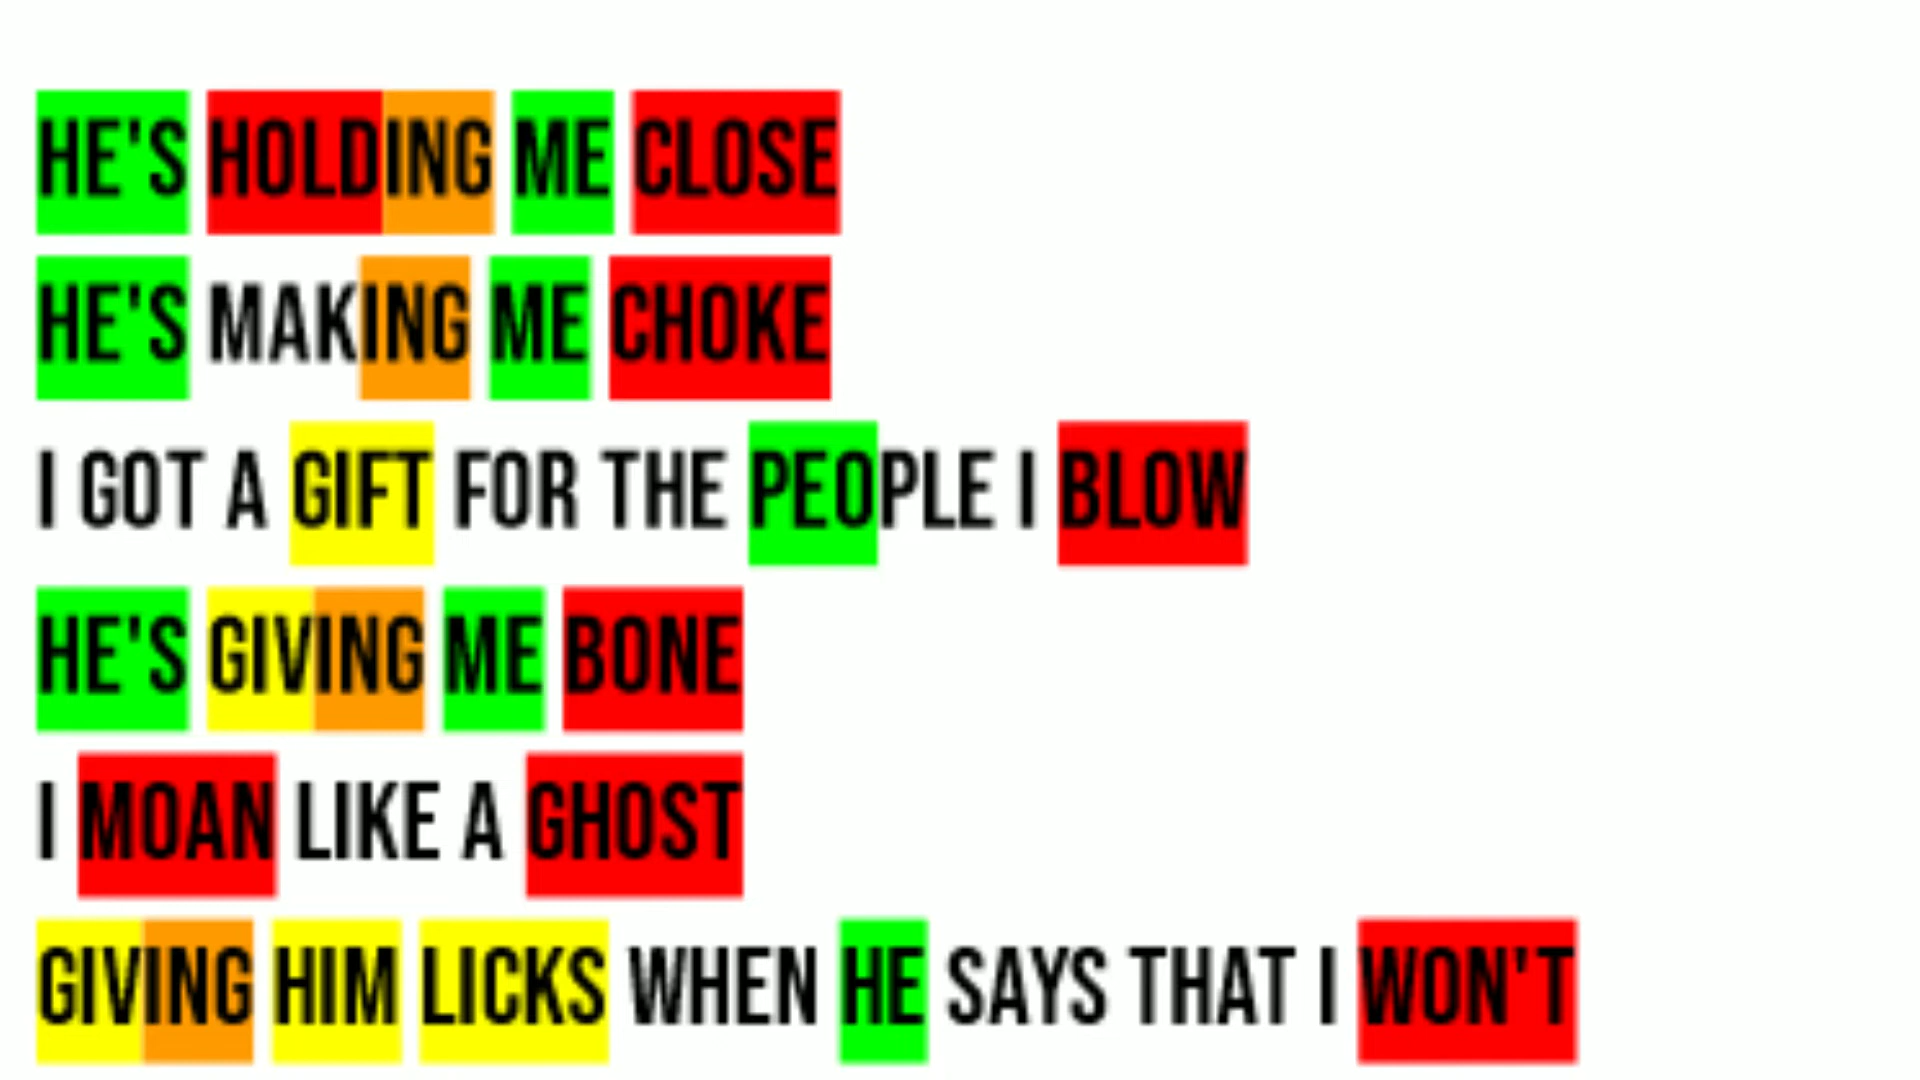 HE'S HOLDING ME CLOSE
HE'S MAKING ME CHOKE
I GOT A GIFT FOR THE PEOPLE I BLOW
HE'S GIVING ME BONE
I MOAN LIKE A GHOST
GIVING HIM LICKS WHEN HE SAYS THAT I WON'T